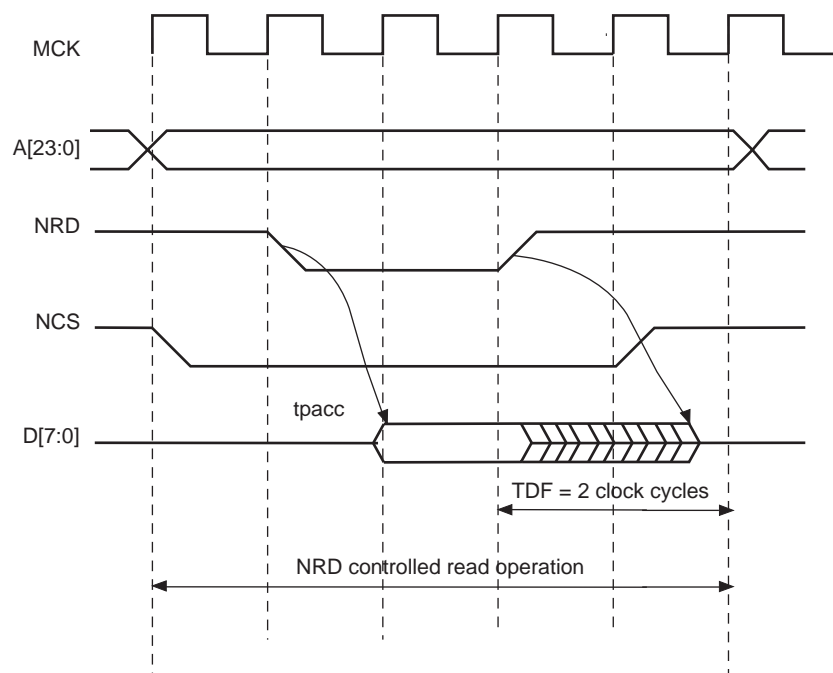 MCK
A[23:0]
NRD
NCS
tpacc
D[7:0]
TDF = 2 clock cycles
NRD controlled read operation